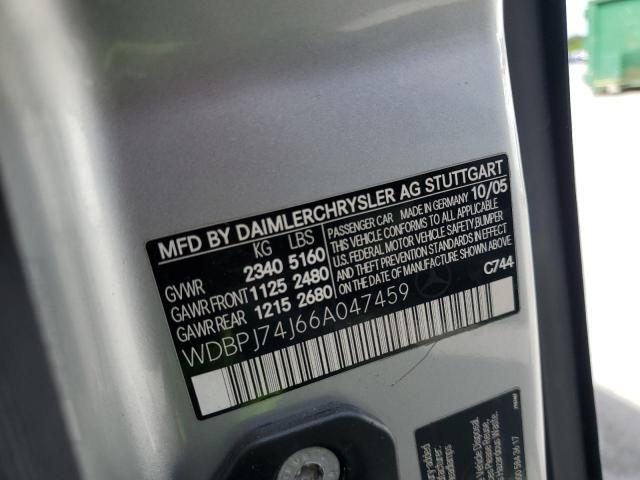 MFD BY DAIMLERCHRYSLER AG STUTTGART
KG LBS
GVWR 2340 5160
GAWR FRONT 1125 2480
GAWR REAR 1215 2680
PASSENGER CAR MADE IN GERMANY 10/05
THIS VEHICLE CONFORMS TO ALL APPLICABLE
U.S. FEDERAL MOTOR VEHICLE SAFETY, BUMPER
AND THEFT PREVENTION STANDARDS IN EFFECT
ON THE DATE OF MANUFACTURE SHOWN ABOVE.
C744
WDBPJ74J66A047459